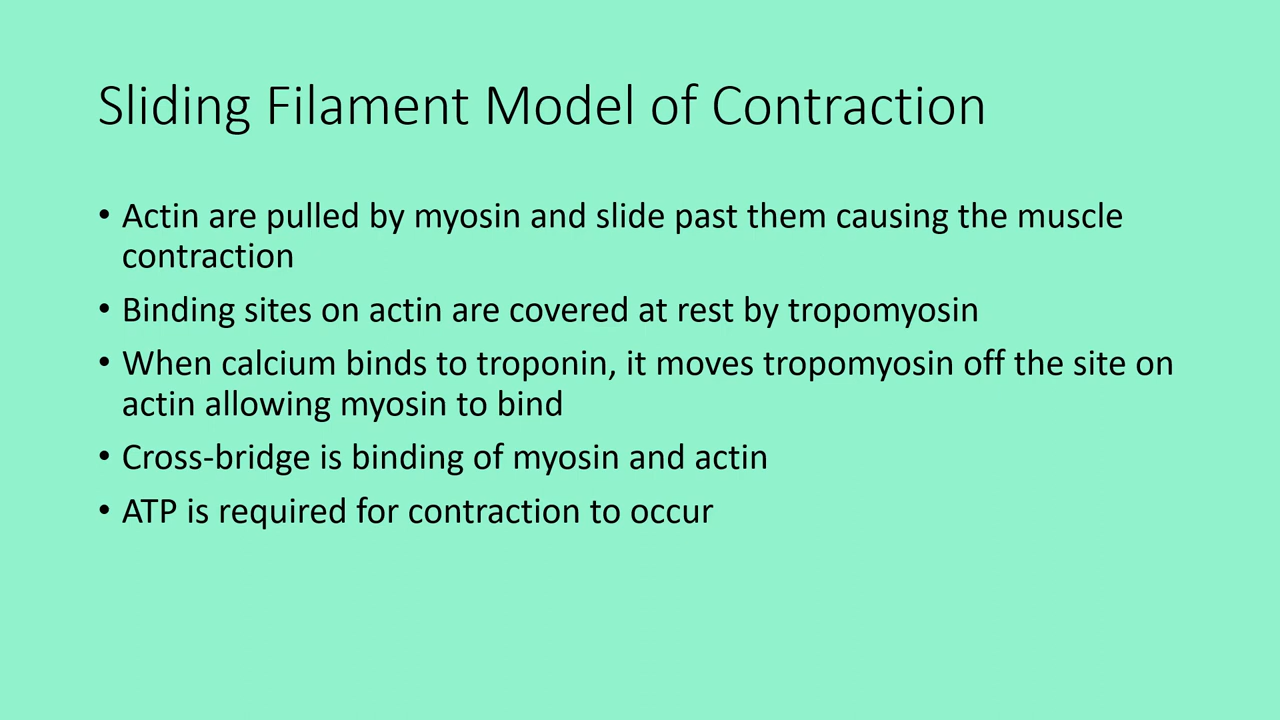 Sliding Filament Model of Contraction
• Actin are pulled by myosin and slide past them causing the muscle
contraction
• Binding sites on actin are covered at rest by tropomyosin
• When calcium binds to troponin, it moves tropomyosin off the site on
actin allowing myosin to bind
• Cross-bridge is binding of myosin and actin
• ATP is required for contraction to occur